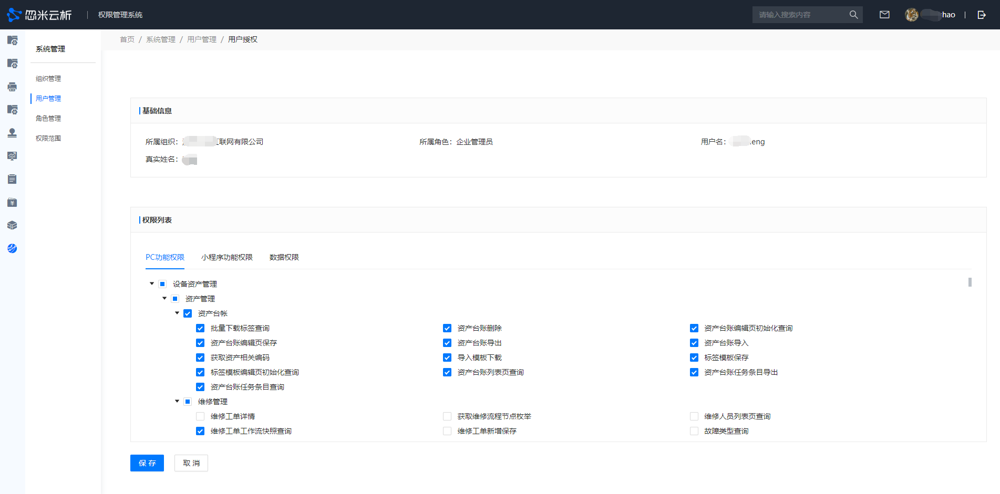 忽米云析 | 权限管理系统 请输入搜索内容 hao |
首页 / 系统管理 / 用户管理 / 用户授权
系统管理
组织管理
用户管理
角色管理
权限范围
基础信息
所属组织： 互联网有限公司 所属角色：企业管理员 用户名： eng
真实姓名：
权限列表
PC功能权限 小程序功能权限 数据权限
设备资产管理
资产管理
资产台帐
批量下载标签查询 资产台账删除 资产台账编辑页初始化查询
资产台账编辑页保存 资产台账导出 资产台账导入
获取资产相关编码 导入模板下载 标签模板保存
标签模板编辑页初始化查询 资产台账列表页查询 资产台账任务条目导出
资产台账任务条目查询
维修管理
维修工单详情 获取维修流程节点枚举 维修人员列表页查询
维修工单工作流快照查询 维修工单新增保存 故障类型查询
保 存 取 消